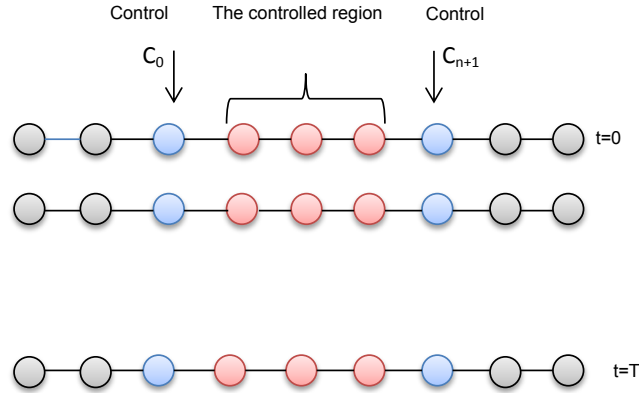 Control The controlled region Control
C0 Cn+1
t=0
t=T